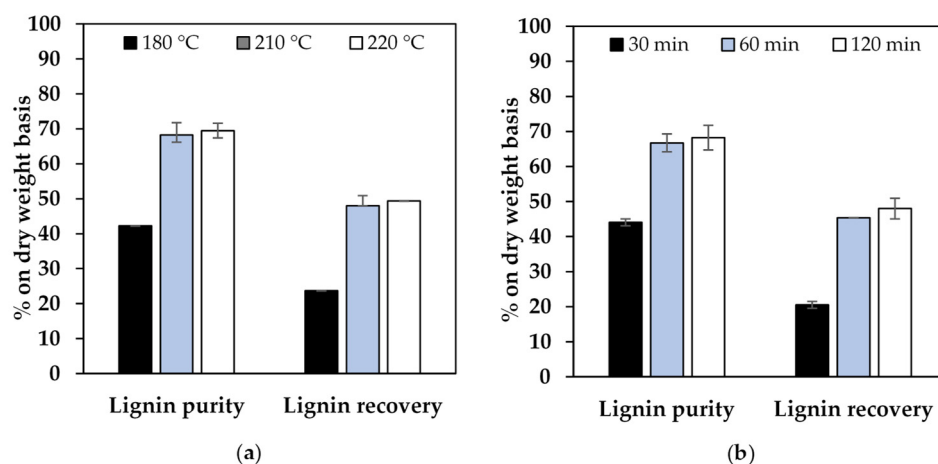 100
90
80
70
60
50
40
30
20
10
0
% on dry weight basis
180 °C 210 °C 220 °C
Lignin purity Lignin recovery
(a)
100
90
80
70
60
50
40
30
20
10
0
% on dry weight basis
30 min 60 min 120 min
Lignin purity Lignin recovery
(b)